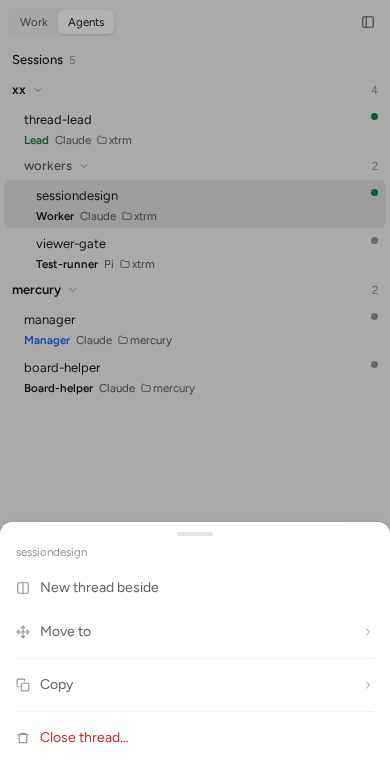 Work Agents
Sessions 5
xx 4
thread-lead
Lead Claude xtrm
workers 2
sessiondesign
Worker Claude xtrm
viewer-gate
Test-runner Pi xtrm
mercury 2
manager
Manager Claude mercury
board-helper
Board-helper Claude mercury
sessiondesign
New thread beside
Move to
Copy
Close thread...